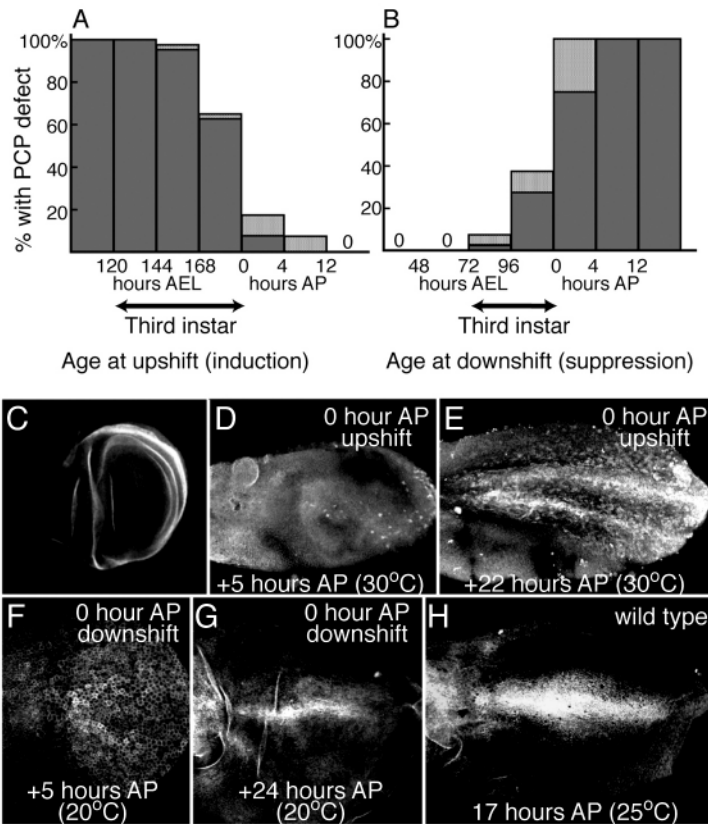 A
B
% with PCP defect
100%
80
60
40
20
0
120 144 168 0 4 12
hours AEL hours AP
Third instar
Age at upshift (induction)
100%
80
60
40
20
0 0
48 72 96 0 4 12
hours AEL hours AP
Third instar
Age at downshift (suppression)
C
D
0 hour AP
upshift
+5 hours AP (30°C)
E
0 hour AP
upshift
+22 hours AP (30°C)
F
0 hour AP
downshift
+5 hours AP
(20°C)
G
0 hour AP
downshift
+24 hours AP
(20°C)
H
wild type
17 hours AP (25°C)